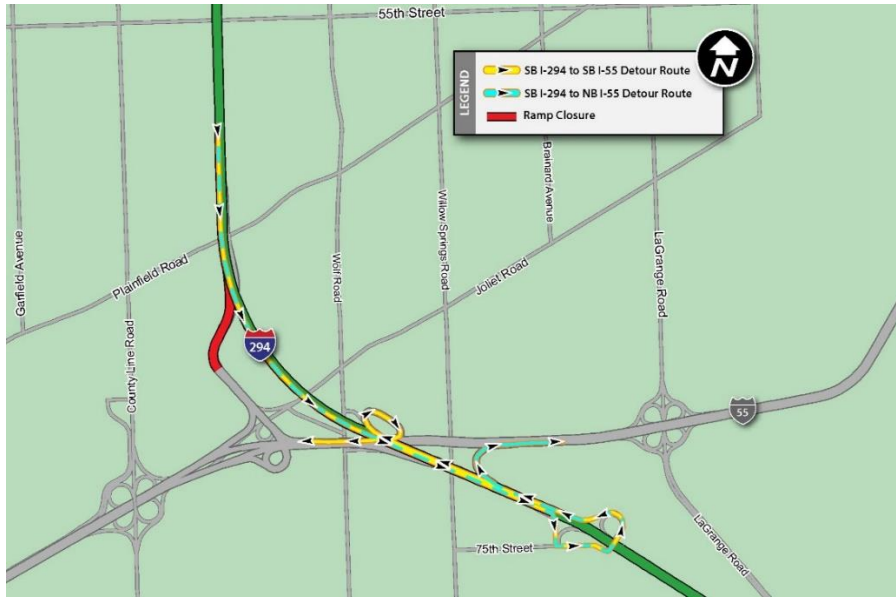 55th Street
LEGEND
SB I-294 to SB I-55 Detour Route
SB I-294 to NB I-55 Detour Route
Ramp Closure
N
Garfield Avenue
Plainfield Road
County Line Road
Wolf Road
Willow Springs Road
Brainard Avenue
Joliet Road
LaGrange Road
294
55
75th Street
LaGrange Road